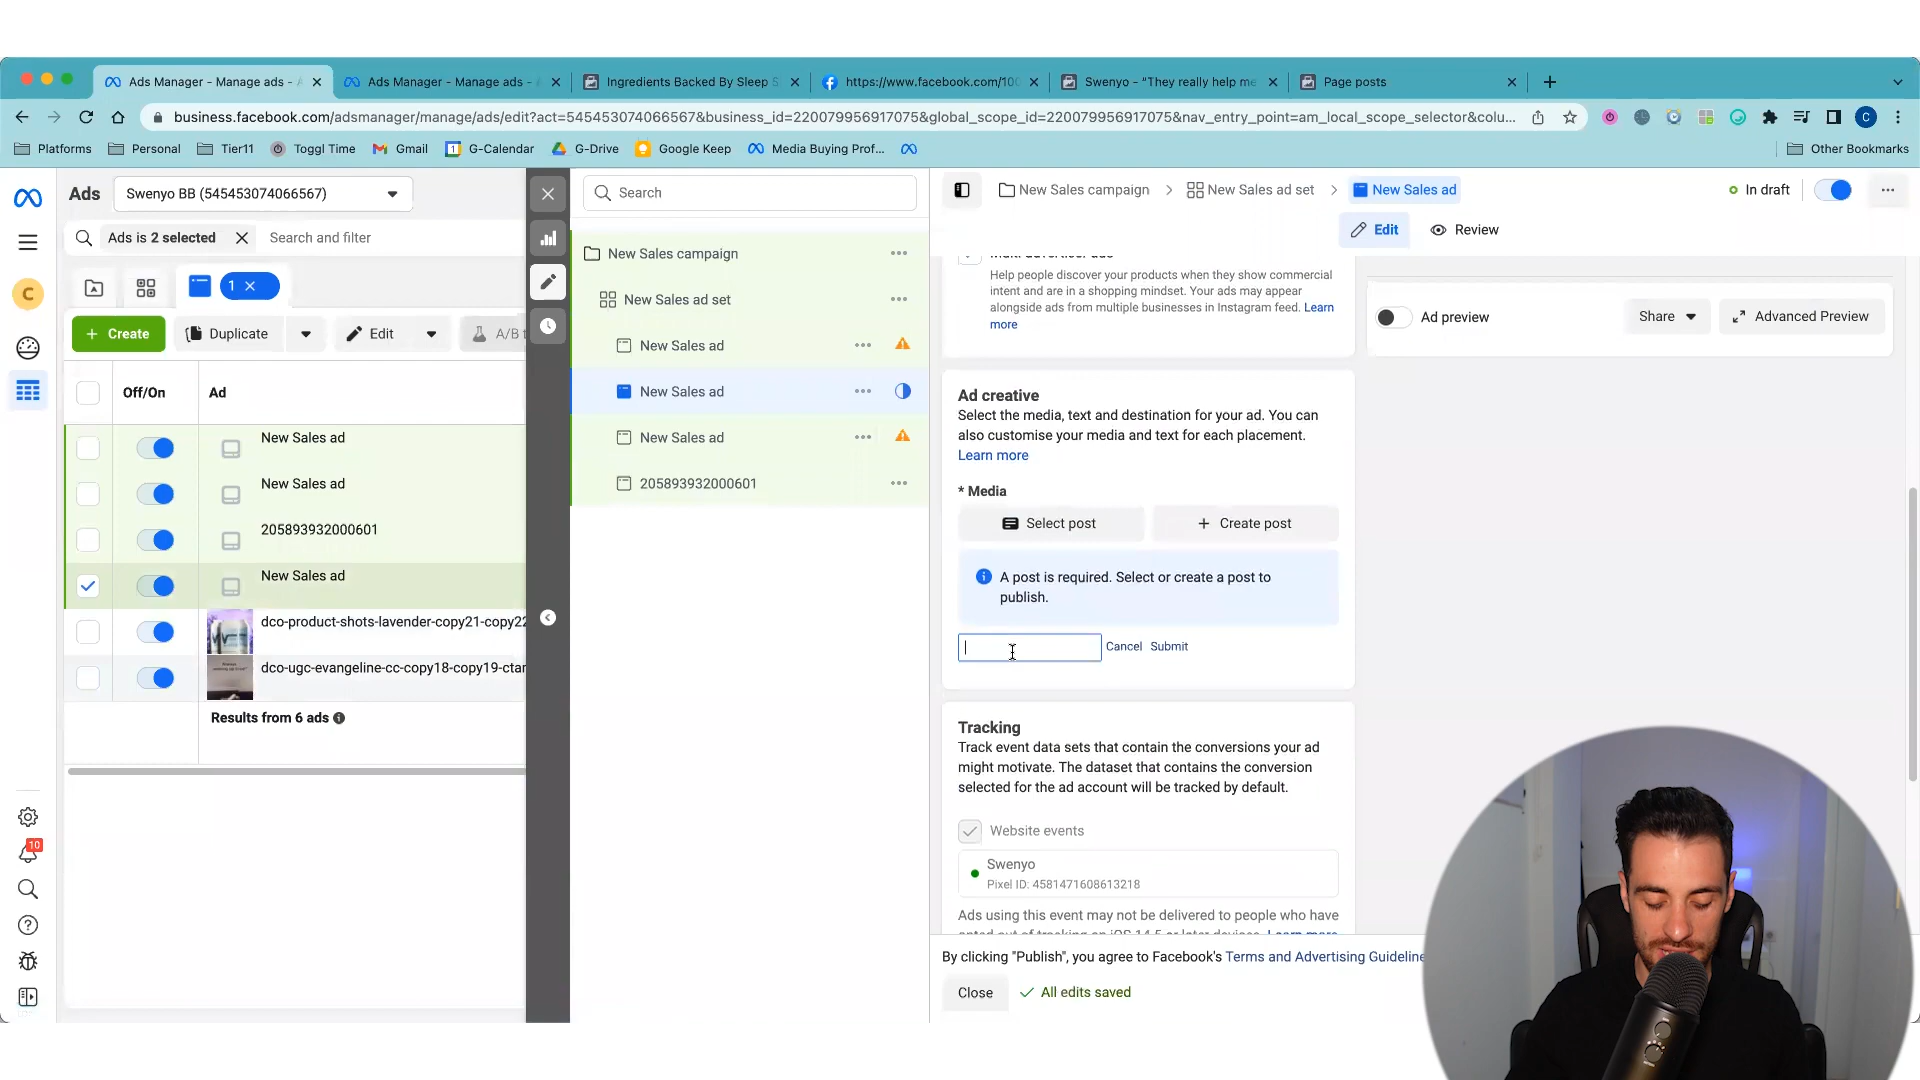 Ads Manager - Manage ads - A
Ads Manager - Manage ads - A
Ingredients Backed By Sleep S
https://www.facebook.com/100
Swenyo - "They really help me
Page posts
business.facebook.com/adsmanager/manage/ads/edit?act=545453074066567&business_id=220079956917075&global_scope_id=220079956917075&nav_entry_point=am_local_scope_selector&colu...
C
Platforms
Personal
Tier11
Toggl Time
Gmail
G-Calendar
G-Drive
Google Keep
Media Buying Prof...
Other Bookmarks
Ads
Swenyo BB (545453074066567)
Search
New Sales campaign
New Sales ad set
New Sales ad
In draft
Ads is 2 selected
Search and filter
Edit
Review
C
1
New Sales campaign
New Sales ad set
New Sales ad
New Sales ad
New Sales ad
205893932000601
Create
Duplicate
Edit
A/B t
Off/On
Ad
New Sales ad
New Sales ad
205893932000601
New Sales ad
dco-product-shots-lavender-copy21-copy22
dco-ugc-evangeline-cc-copy18-copy19-ctar
Results from 6 ads
10
Help people discover your products when they show commercial
intent and are in a shopping mindset. Your ads may appear
alongside ads from multiple businesses in Instagram feed. Learn
more
Ad preview
Share
Advanced Preview
Ad creative
Select the media, text and destination for your ad. You can
also customise your media and text for each placement.
Learn more
* Media
Select post
Create post
A post is required. Select or create a post to
publish.
Cancel
Submit
Tracking
Track event data sets that contain the conversions your ad
might motivate. The dataset that contains the conversion
selected for the ad account will be tracked by default.
Website events
Swenyo
Pixel ID: 4581471608613218
Ads using this event may not be delivered to people who have
By clicking "Publish", you agree to Facebook's Terms and Advertising Guideline
Close
All edits saved